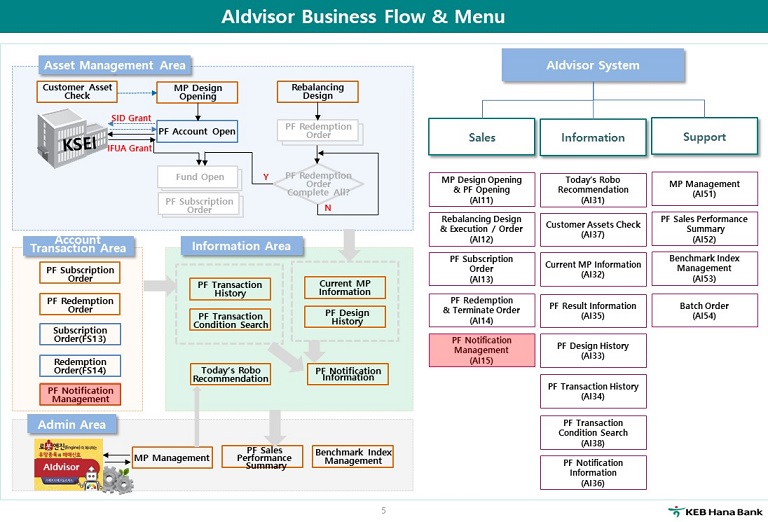 AIdvisor Business Flow & Menu
Asset Management Area
Customer Asset
Check
MP Design
Opening
Rebalancing
Design
SID Grant
KSEI
PF Account Open
PF Redemption
Order
IFUA Grant
Fund Open
Y
PF Redemption
Order
Complete All?
PF Subscription
Order
N
Account
Transaction Area
PF Subscription
Order
PF Redemption
Order
Subscription
Order(FS13)
Redemption
Order(FS14)
PF Notification
Management
Information Area
PF Transaction
History
Current MP
Information
PF Transaction
Condition Search
PF Design
History
Today's Robo
Recommendation
PF Notification
Information
Admin Area
AIdvisor
MP Management
PF Sales
Performance
Summary
Benchmark Index
Management
AIdvisor System
Sales
Information
Support
MP Design Opening
& PF Opening
(AI11)
Rebalancing Design
& Execution / Order
(AI12)
PF Subscription
Order
(AI13)
PF Redemption
& Terminate Order
(AI14)
PF Notification
Management
(AI15)
Today's Robo
Recommendation
(AI31)
Customer Assets Check
(AI37)
Current MP Information
(AI32)
PF Result Information
(AI35)
PF Design History
(AI33)
PF Transaction History
(AI34)
PF Transaction
Condition Search
(AI38)
PF Notification
Information
(AI36)
MP Management
(AI51)
PF Sales Performance
Summary
(AI52)
Benchmark Index
Management
(AI53)
Batch Order
(AI54)
5
KEB Hana Bank